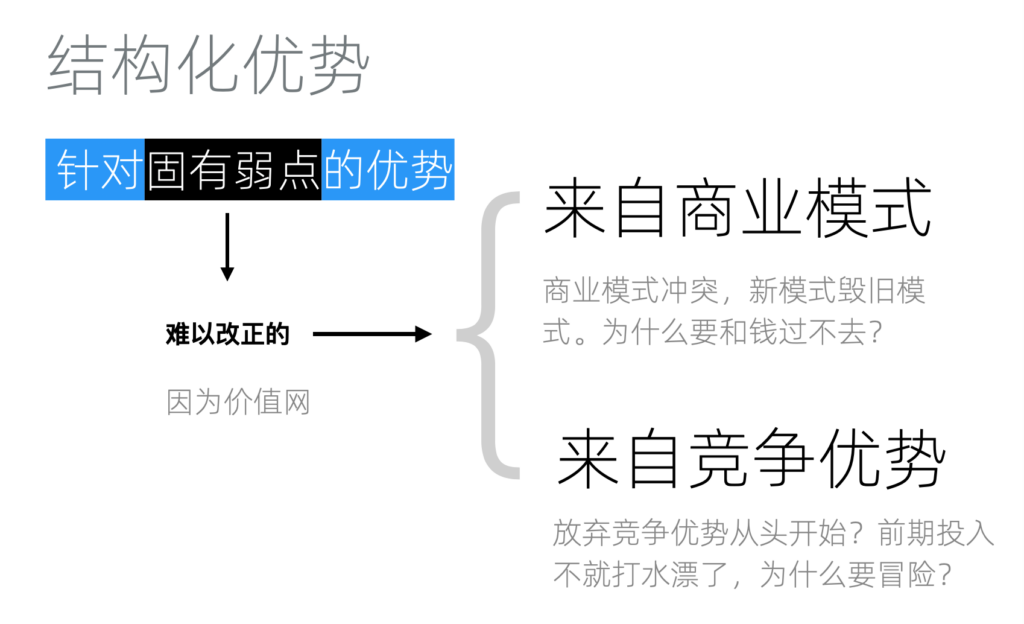 结构化优势
针对固有弱点的优势
难以改正的
因为价值网
来自商业模式
商业模式冲突，新模式毁旧模
式。为什么要和钱过不去？
来自竞争优势
放弃竞争优势从头开始？前期投入
不就打水漂了，为什么要冒险？